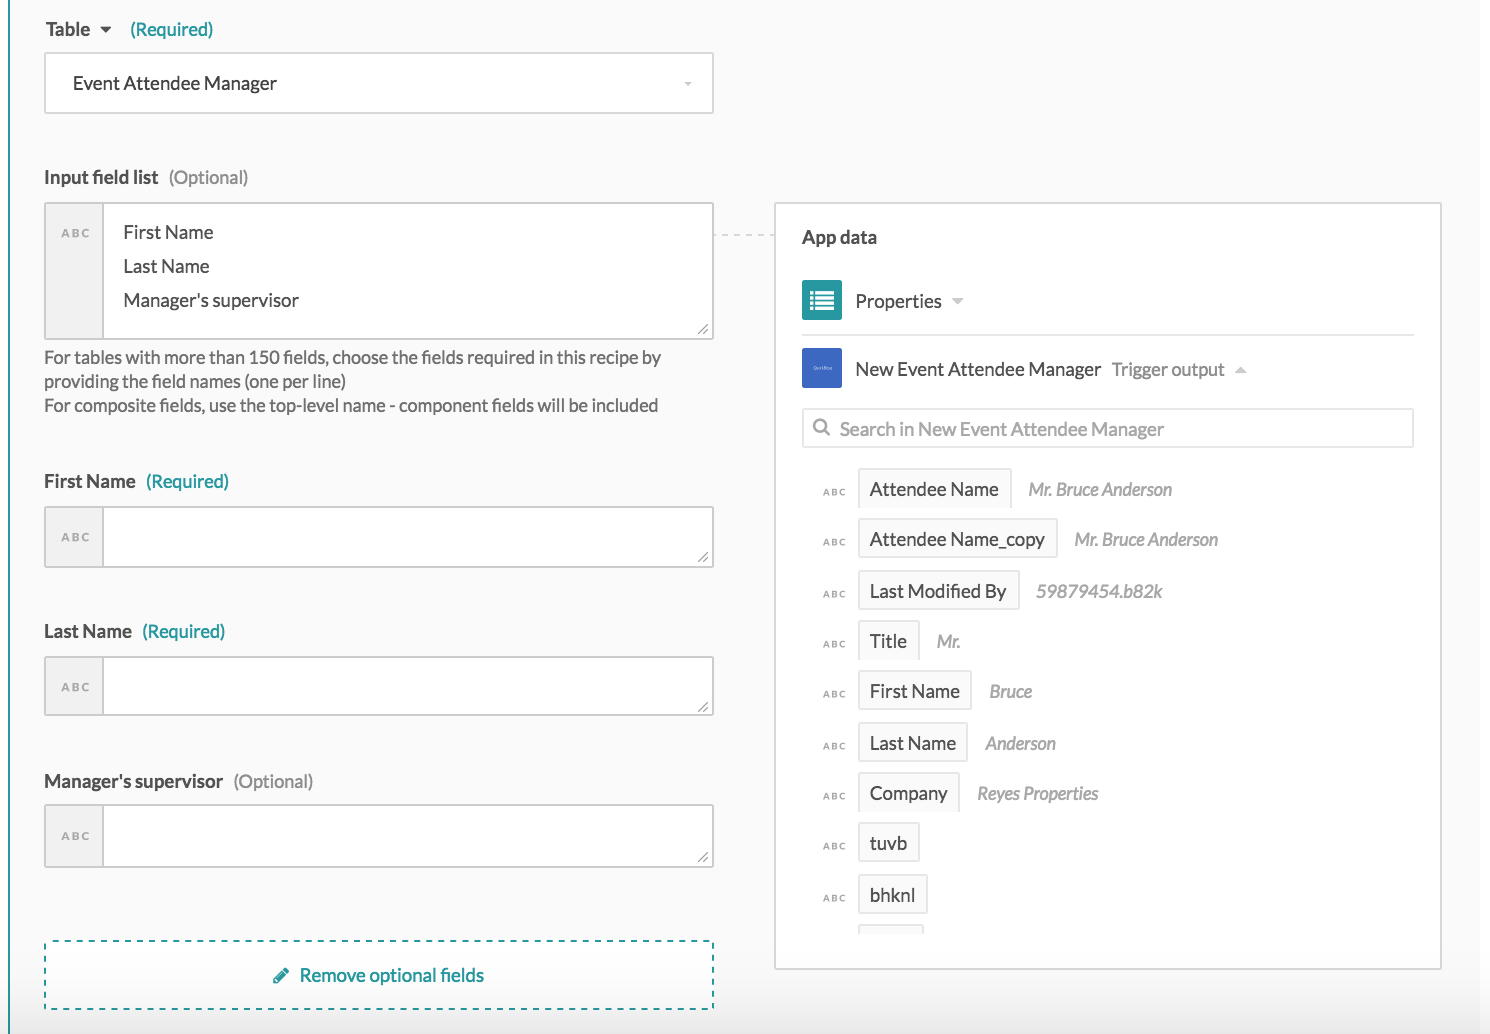 Table (Required)
Event Attendee Manager
Input field list (Optional)
ABC
First Name
Last Name
Manager's supervisor
For tables with more than 150 fields, choose the fields required in this recipe by
providing the field names (one per line)
For composite fields, use the top-level name - component fields will be included
First Name (Required)
ABC
Last Name (Required)
ABC
Manager's supervisor (Optional)
ABC
Remove optional fields
App data
Properties
New Event Attendee Manager Trigger output
Search in New Event Attendee Manager
ABC Attendee Name Mr. Bruce Anderson
ABC Attendee Name_copy Mr. Bruce Anderson
ABC Last Modified By 59879454.b82k
ABC Title Mr.
ABC First Name Bruce
ABC Last Name Anderson
ABC Company Reyes Properties
ABC tuvb
ABC bhknl